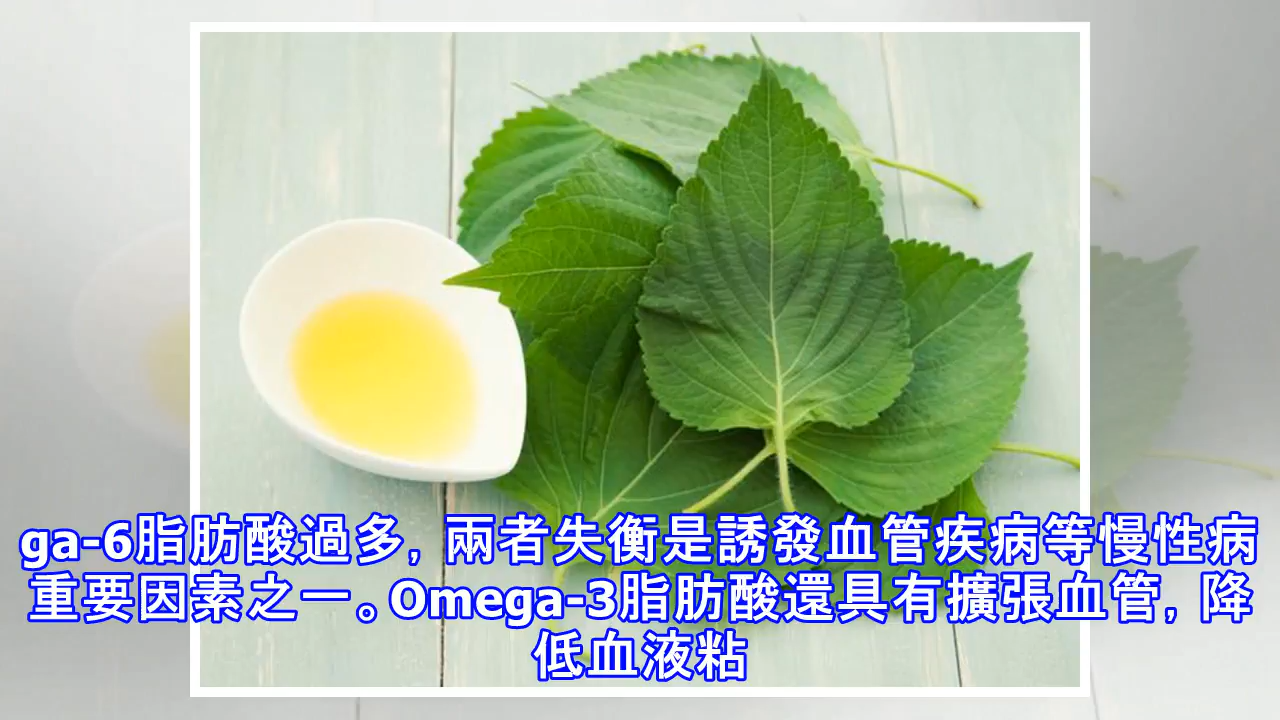 ga-6脂肪酸過多，兩者失衡是誘發血管疾病等慢性病
重要因素之一。Omega-3脂肪酸還具有擴張血管，降
低血液粘